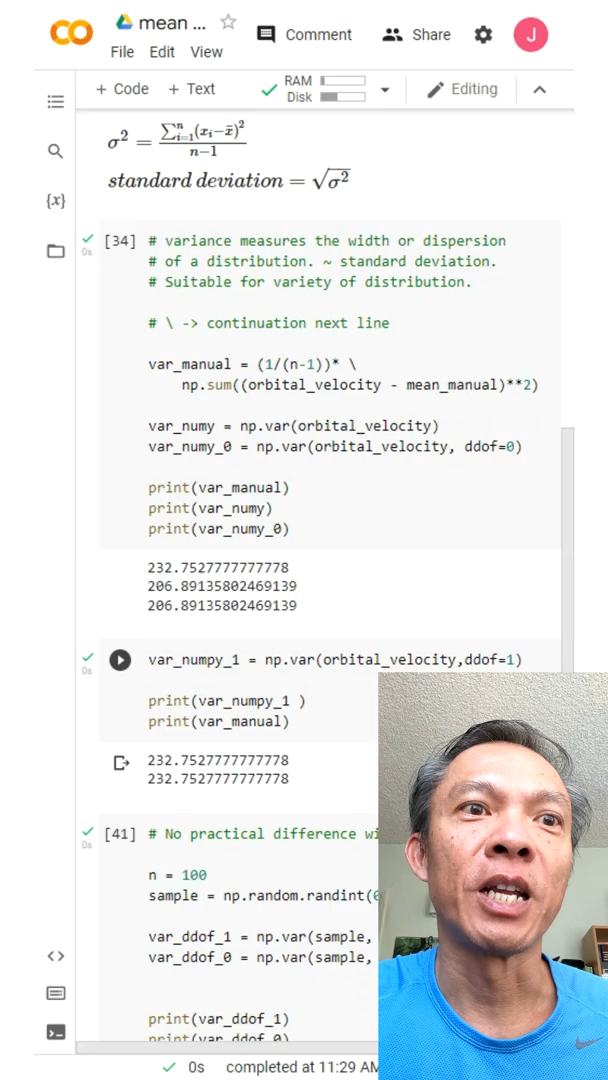 mean ...
Comment
Share
J
File Edit View
+ Code + Text
RAM
Disk
Editing
σ² = ∑ⁿᵢ₌₁(xᵢ−x̄)² / n−1
standard deviation = √σ²
{x}
[34] # variance measures the width or dispersion
0s
# of a distribution. ~ standard deviation.
# Suitable for variety of distribution.
# \ -> continuation next line
var_manual = (1/(n-1))* \
np.sum((orbital_velocity - mean_manual)**2)
var_numy = np.var(orbital_velocity)
var_numy_0 = np.var(orbital_velocity, ddof=0)
print(var_manual)
print(var_numy)
print(var_numy_0)
232.7527777777778
206.89135802469139
206.89135802469139
var_numpy_1 = np.var(orbital_velocity,ddof=1)
0s
print(var_numpy_1 )
print(var_manual)
232.7527777777778
232.7527777777778
[41] # No practical difference
0s
n = 100
sample = np.random.randint(
var_ddof_1 = np.var(sample,
var_ddof_0 = np.var(sample,
print(var_ddof_1)
print(var_ddof_0)
0s completed at 11:29 AM